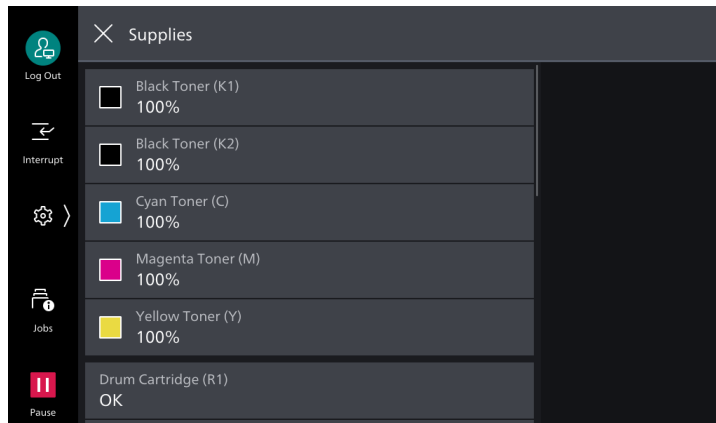 Supplies
Log Out
Black Toner (K1)
100%
Black Toner (K2)
100%
Interrupt
Cyan Toner (C)
100%
Magenta Toner (M)
100%
Jobs
Yellow Toner (Y)
100%
Drum Cartridge (R1)
OK
Pause